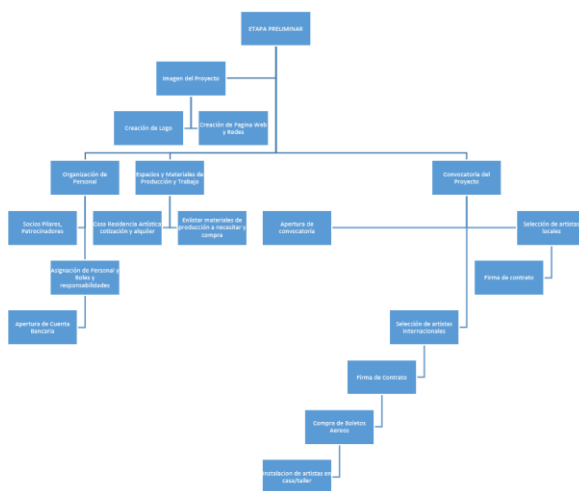 ETAPA PRELIMINAR
Imagen del Proyecto
Creación de Logo
Creación de Pagina Web
y Redes
Organización de
Personal
Espacios y Materiales de
Producción y Trabajo
Convocatoria del
Proyecto
Socios Pilares,
Patrocinadores
Casa Residencia Artística
cotización y alquiler
Enlistar materiales de
producción a necesitar y
compra
Apertura de
convocatoria
Selección de artistas
locales
Asignación de Personal y
Roles y
responsabilidades
Firma de contrato
Apertura de Cuenta
Bancaria
Selección de artistas
Internacionales
Firma de Contrato
Compra de Boletos
Aereos
Instalacion de artistas en
casa/taller